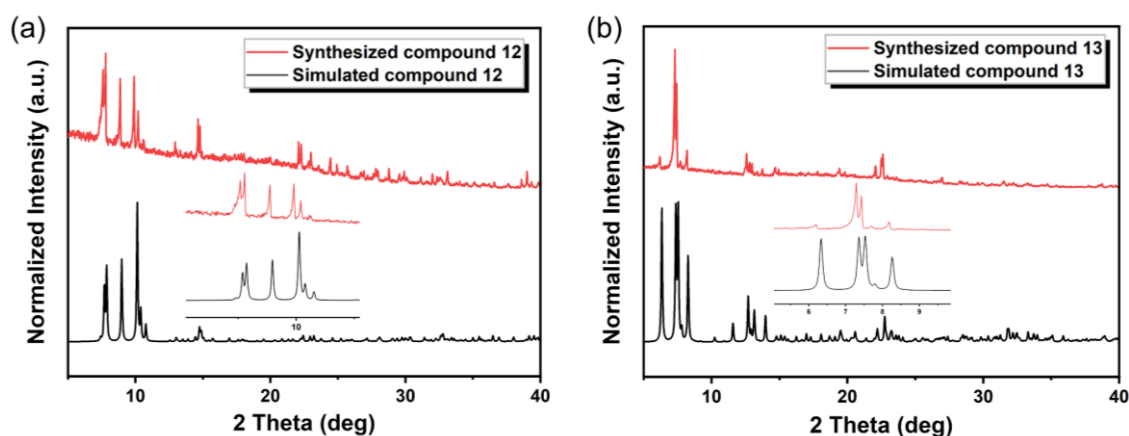 (a)
Synthesized compound 12
Simulated compound 12
Normalized Intensity (a.u.)
10
10 20 30 40
2 Theta (deg)
(b)
Synthesized compound 13
Simulated compound 13
Normalized Intensity (a.u.)
6 7 8 9
10 20 30 40
2 Theta (deg)